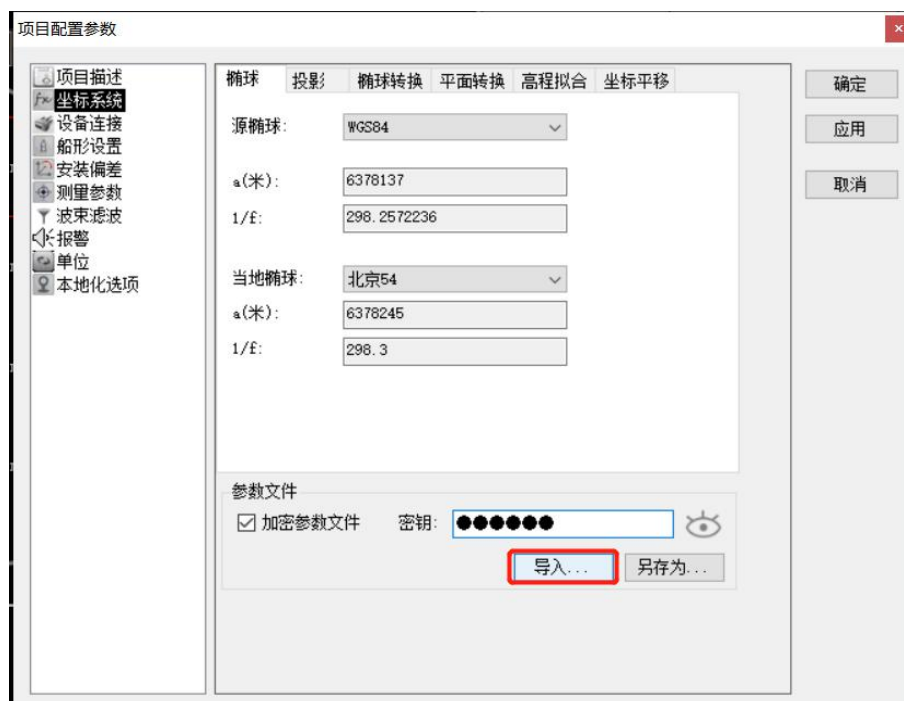 项目配置参数
项目描述
坐标系统
设备连接
船形设置
安装偏差
测量参数
波束滤波
报警
单位
本地化选项
椭球 投影 椭球转换 平面转换 高程拟合 坐标平移
源椭球: WGS84
a(米): 6378137
1/f: 298.2572236
当地椭球: 北京54
a(米): 6378245
1/f: 298.3
参数文件
加密参数文件 密钥: ●●●●●●
导入... 另存为...
确定
应用
取消